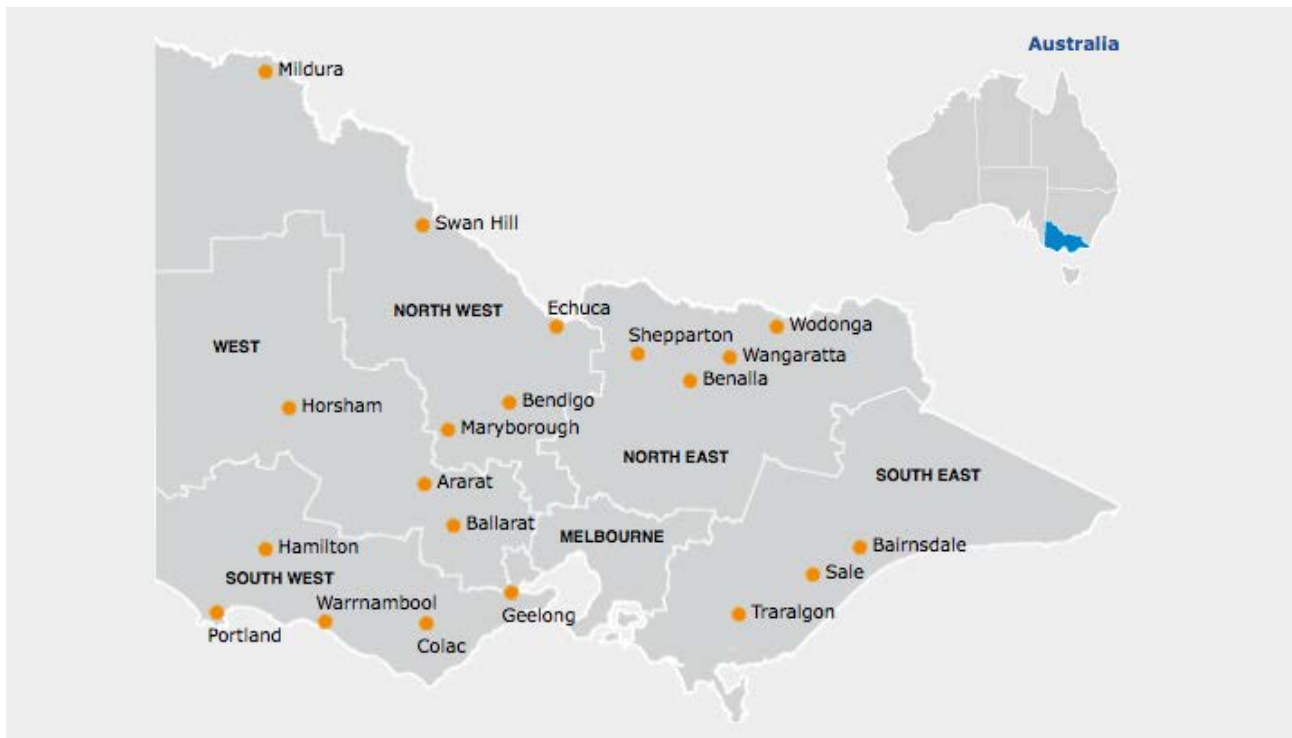 Australia
Mildura
Swan Hill
NORTH WEST
Echuca
Wodonga
Shepparton
WEST
Wangaratta
Benalla
Bendigo
Horsham
Maryborough
NORTH EAST
SOUTH EAST
Ararat
Ballarat
MELBOURNE
Hamilton
Bairnsdale
SOUTH WEST
Sale
Warrnambool
Geelong
Traralgon
Portland
Colac